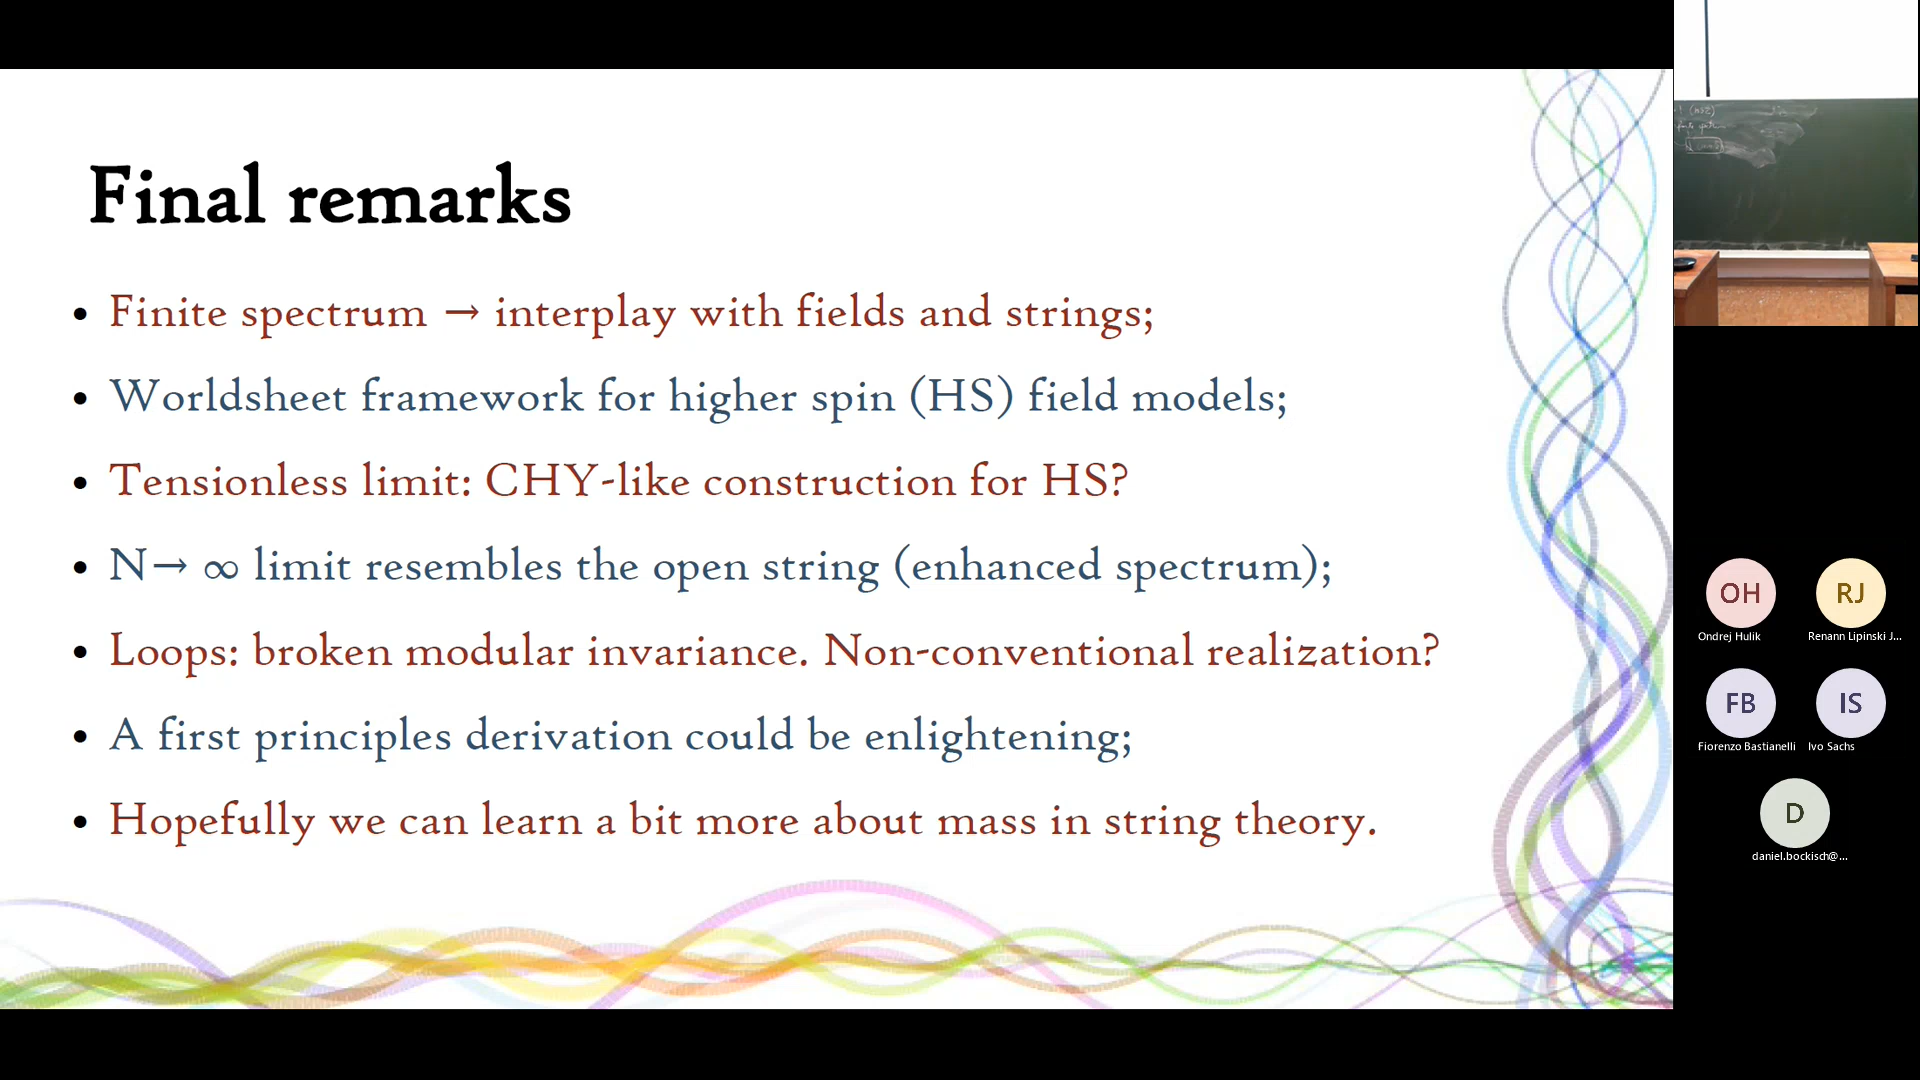 Final remarks
• Finite spectrum → interplay with fields and strings;
• Worldsheet framework for higher spin (HS) field models;
• Tensionless limit: CHY-like construction for HS?
• N→ ∞ limit resembles the open string (enhanced spectrum);
• Loops: broken modular invariance. Non-conventional realization?
• A first principles derivation could be enlightening;
• Hopefully we can learn a bit more about mass in string theory.
OH
RJ
Ondrej Hulik
Renann Lipinski J...
FB
IS
Fiorenzo Bastianelli
Ivo Sachs
D
daniel.bockisch@...